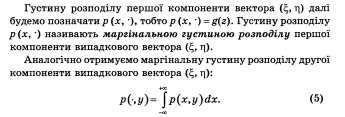 Густину розподілу першої компоненти вектора (ξ, η) далі
будемо позначати p (x, ·), тобто p (x, ·) = g(z). Густину розподілу
p (x, ·) називають маргінальною густиною розподілу першої
компоненти випадкового вектора (ξ, η).
Аналогічно отримуємо маргінальну густину розподілу другої
компоненти випадкового вектора (ξ, η):
p(·,y) = ∫_{−∞}^{+∞} p(x,y) dx. (5)